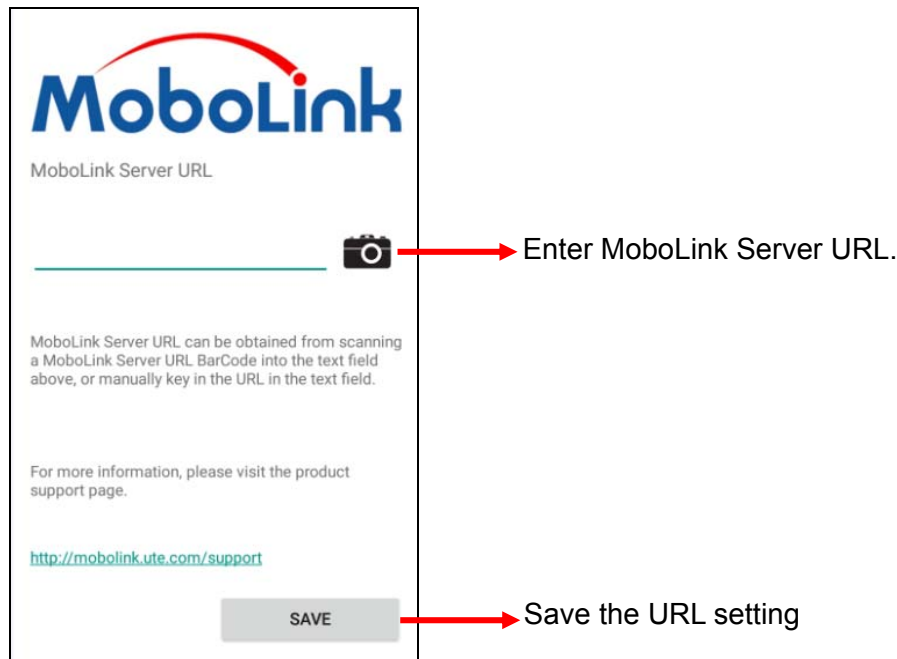 MoboLink
MoboLink Server URL
Enter MoboLink Server URL.
MoboLink Server URL can be obtained from scanning
a MoboLink Server URL BarCode into the text field
above, or manually key in the URL in the text field.
For more information, please visit the product
support page.
http://mobolink.ute.com/support
SAVE
Save the URL setting